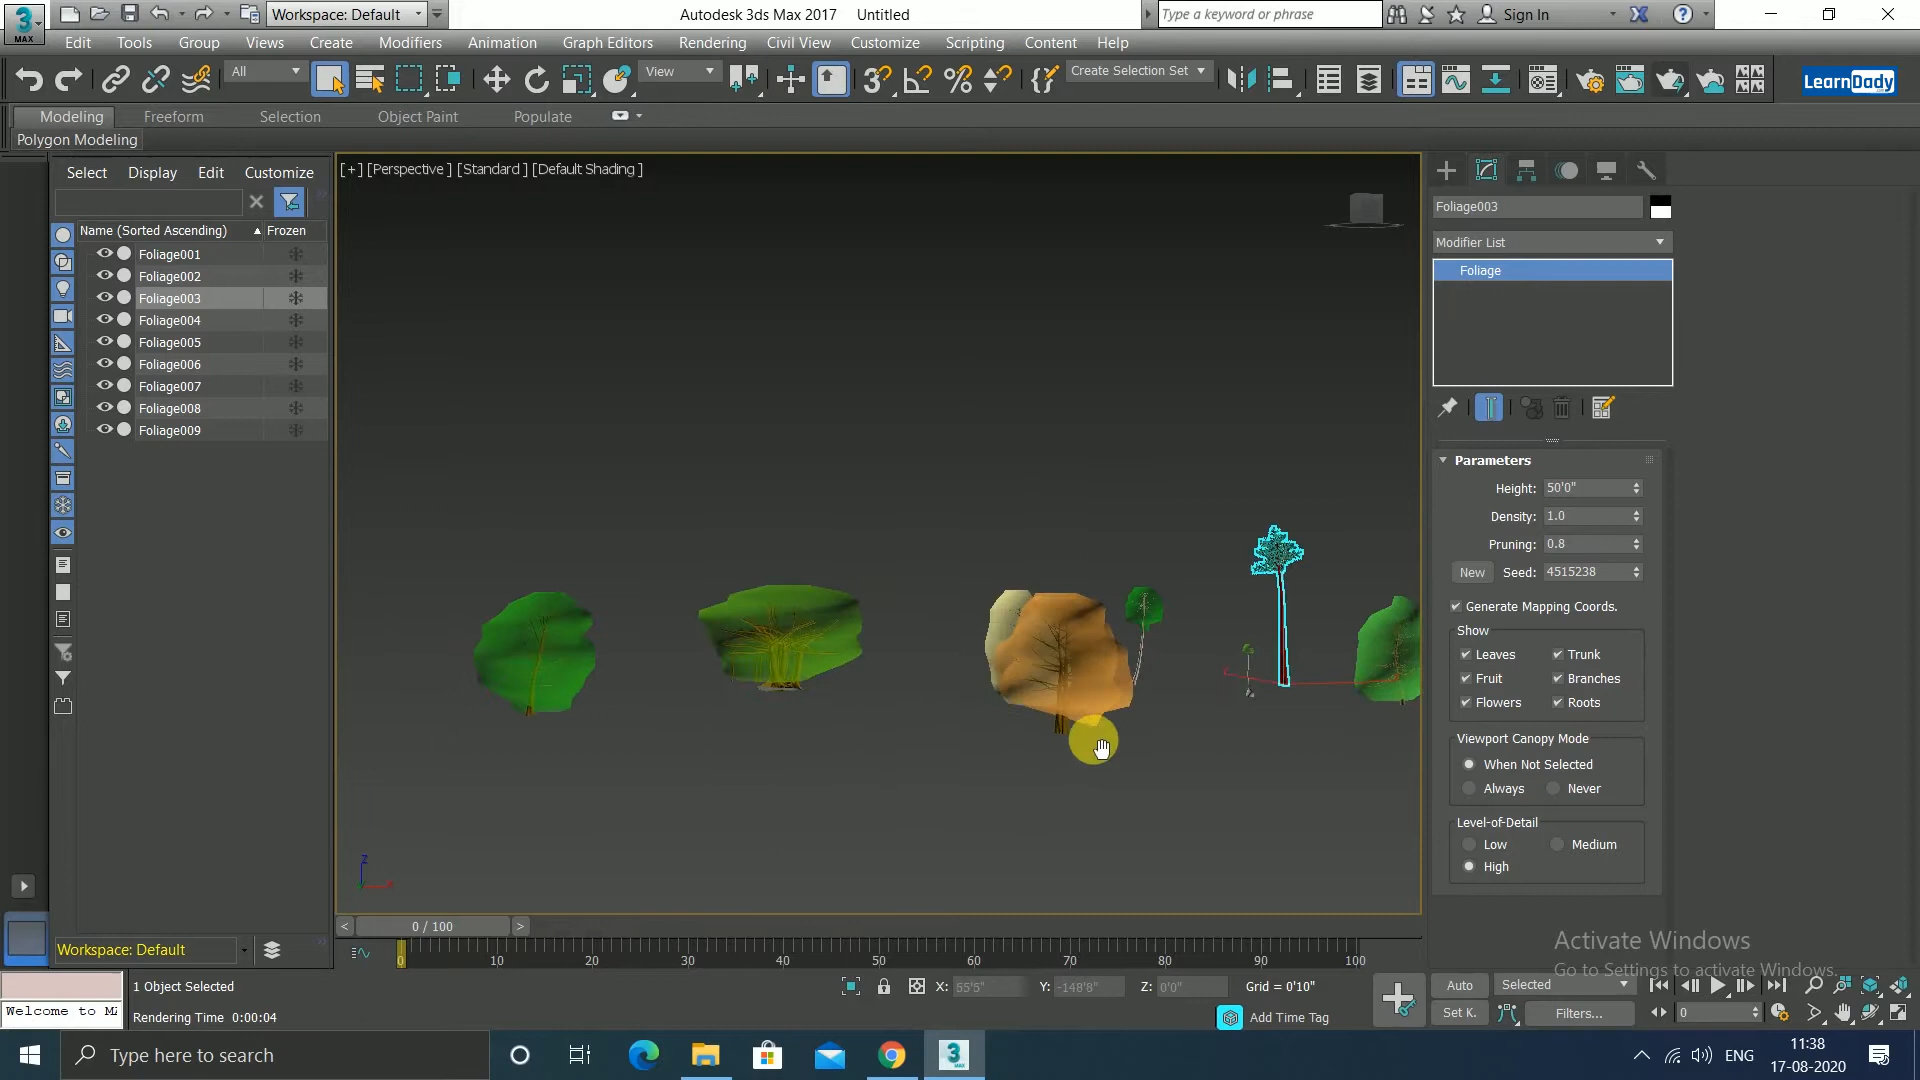 Workspace: Default
Autodesk 3ds Max 2017 Untitled
Type a keyword or phrase
Sign In
3
MAX
Edit Tools Group Views Create Modifiers Animation Graph Editors Rendering Civil View Customize Scripting Content Help
All
View
Create Selection Set
LearnDady
Modeling Freeform Selection Object Paint Populate
Polygon Modeling
Select Display Edit Customize
Name (Sorted Ascending) Frozen
Foliage001
Foliage002
Foliage003
Foliage004
Foliage005
Foliage006
Foliage007
Foliage008
Foliage009
[+] [Perspective ] [Standard ] [Default Shading ]
Z
Foliage003
Modifier List
Foliage
Parameters
Height: 50'0"
Density: 1.0
Pruning: 0.8
New Seed: 4515238
Generate Mapping Coords.
Show
Leaves Trunk
Fruit Branches
Flowers Roots
Viewport Canopy Mode
When Not Selected
Always Never
Level-of-Detail
Low Medium
High
Activate Windows
Go to Settings to activate Windows.
0 / 100
Workspace: Default
0 10 20 30 40 50 60 70 80 90 100
1 Object Selected
X: 55'5" Y: -148'8" Z: 0'0" Grid = 0'10"
Auto Selected
Welcome to MA
Rendering Time 0:00:04
Add Time Tag
Set K. Filters... 0
Type here to search
ENG
11:38
17-08-2020